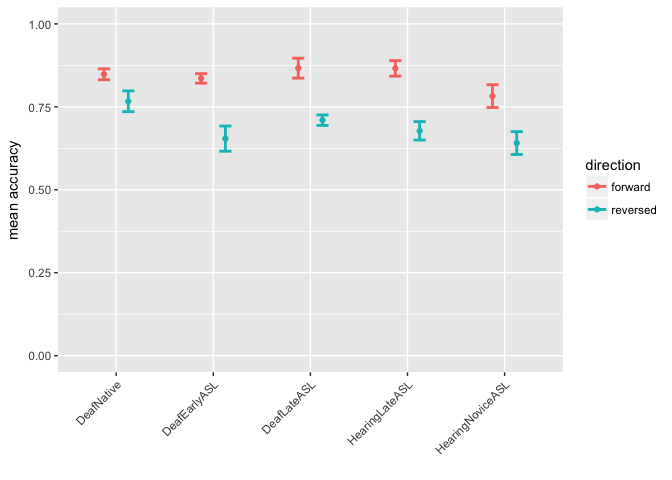 mean accuracy
1.00
0.75
0.50
0.25
0.00
DeafNative
DeafEarlyASL
DeafLateASL
HearingLateASL
HearingNoviceASL
direction
forward
reversed